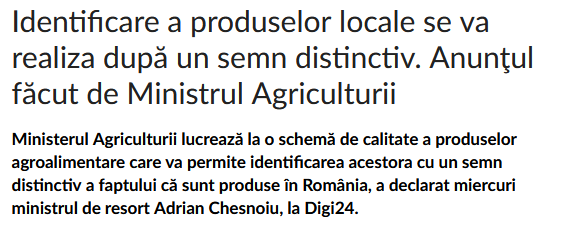 Identificare a produselor locale se va
realiza după un semn distinctiv. Anunţul
făcut de Ministrul Agriculturii
Ministerul Agriculturii lucrează la o schemă de calitate a produselor
agroalimentare care va permite identificarea acestora cu un semn
distinctiv a faptului că sunt produse în România, a declarat miercuri
ministrul de resort Adrian Chesnoiu, la Digi24.